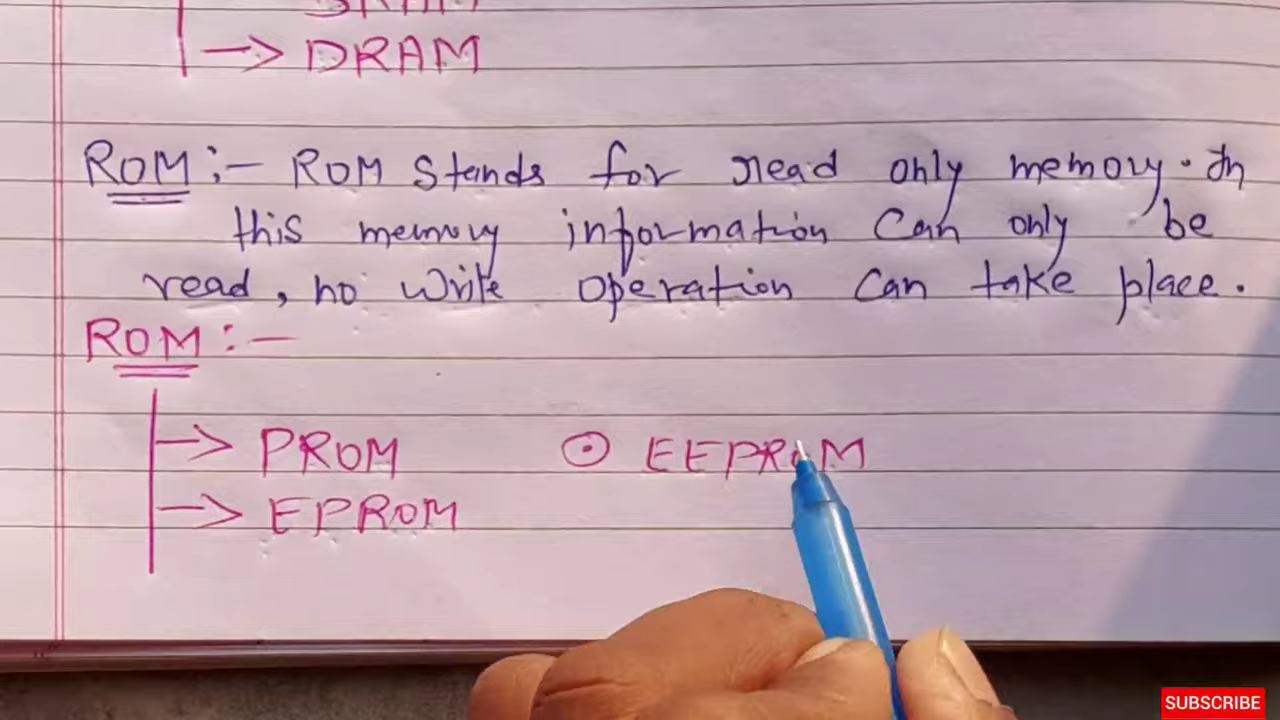 SRAM
→ DRAM
ROM :- ROM Stands for read only memory. In
this memory information Can only be
read, no write operation can take place.
ROM :-
→ PROM ⊙ EEPROM
→ EPROM
SUBSCRIBE